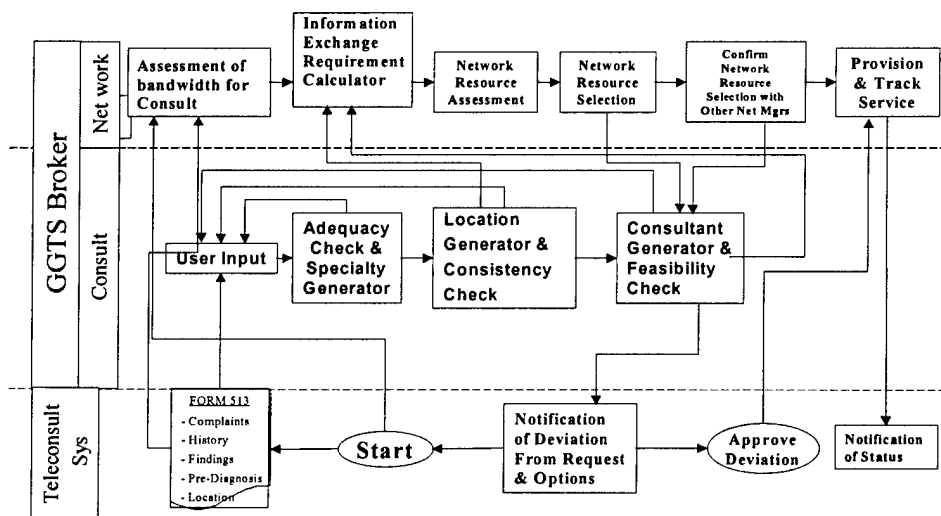 GGTS Broker
Net work
Assessment of
bandwidth for
Consult
Information
Exchange
Requirement
Calculator
Network
Resource
Assessment
Network
Resource
Selection
Confirm
Network
Resource
Selection with
Other Net Mgrs
Provision
& Track
Service
Consult
User Input
Adequacy
Check &
Specialty
Generator
Location
Generator &
Consistency
Check
Consultant
Generator &
Feasibility
Check
Teleconsult
Sys
FORM 513
- Complaints
- History
- Findings
- Pre-Diagnosis
- Location
Start
Notification
of Deviation
From Request
& Options
Approve
Deviation
Notification
of Status